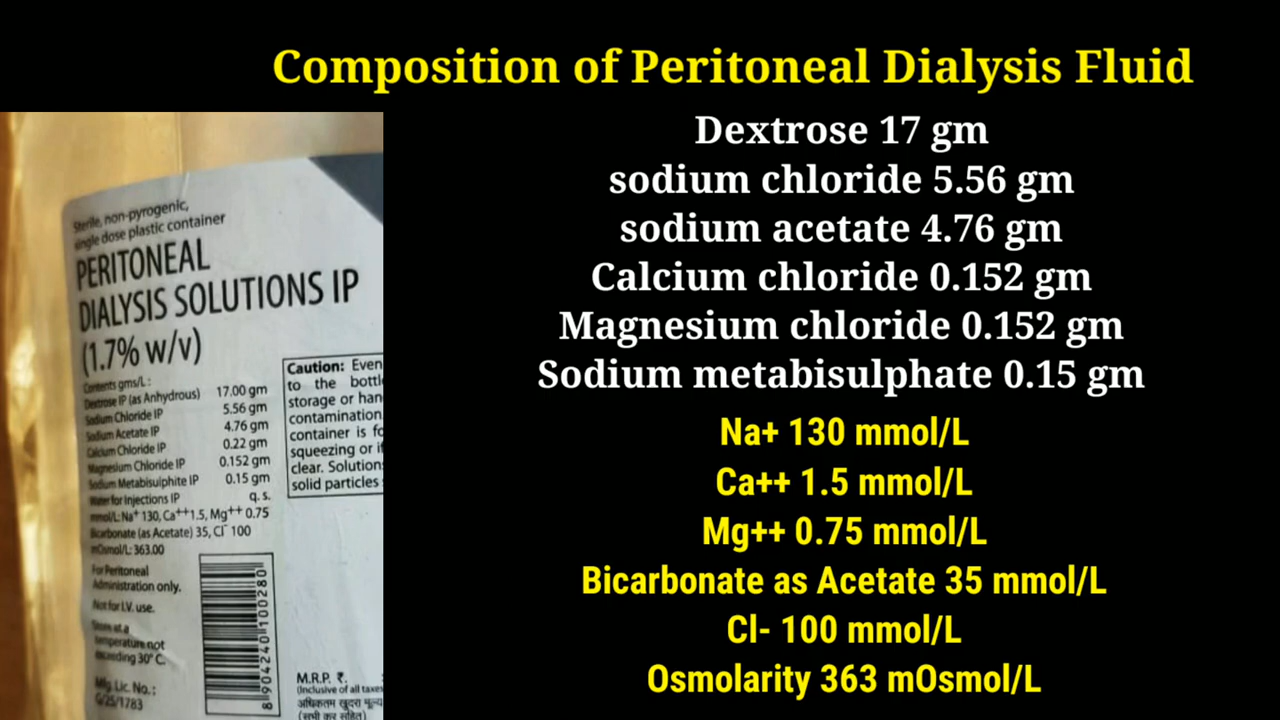 Composition of Peritoneal Dialysis Fluid
Dextrose 17 gm
sodium chloride 5.56 gm
sodium acetate 4.76 gm
Calcium chloride 0.152 gm
Magnesium chloride 0.152 gm
Sodium metabisulphate 0.15 gm
Na+ 130 mmol/L
Ca++ 1.5 mmol/L
Mg++ 0.75 mmol/L
Bicarbonate as Acetate 35 mmol/L
Cl- 100 mmol/L
Osmolarity 363 mOsmol/L
Sterile, non-pyrogenic,
single dose plastic container
PERITONEAL
DIALYSIS SOLUTIONS IP
(1.7% w/v)
Contents gms/L :
Dextrose IP (as Anhydrous) 17.00 gm
Sodium Chloride IP 5.56 gm
Sodium Acetate IP 4.76 gm
Calcium Chloride IP 0.22 gm
Magnesium Chloride IP 0.152 gm
Sodium Metabisulphite IP 0.15 gm
Water for Injections IP q. s.
mmol/L: Na+ 130, Ca++1.5, Mg++ 0.75
Bicarbonate (as Acetate) 35, Cl- 100
mOsmol/L: 363.00
For Peritoneal
Administration only.
Not for I.V. use.
Store at a
temperature not
exceeding 30° C.
Mfg. Lic. No.:
G/25/1783
Caution: Even
to the bottl
storage or han
contamination
container is fo
squeezing or if
clear. Solution
solid particles
8904240100280
M.R.P. ₹.
(Inclusive of all taxes
अधिकतम खुदरा मूल्य
(सभी कर सहित)